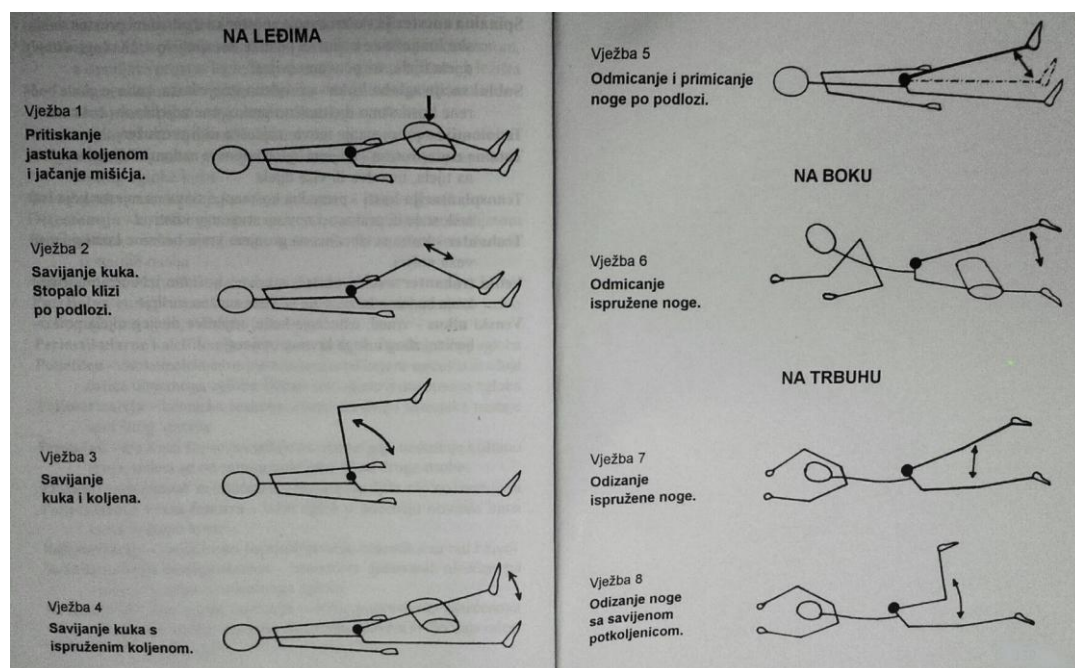 NA LEĐIMA
Vježba 1
Pritiskanje
jastuka koljenom
i jačanje mišićja.
Vježba 2
Savijanje kuka.
Stopalo klizi
po podlozi.
Vježba 3
Savijanje
kuka i koljena.
Vježba 4
Savijanje kuka s
ispruženim koljenom.
Vježba 5
Odmicanje i primicanje
noge po podlozi.
NA BOKU
Vježba 6
Odmicanje
ispružene noge.
NA TRBUHU
Vježba 7
Odizanje
ispružene noge.
Vježba 8
Odizanje noge
sa savijenom
potkoljenicom.